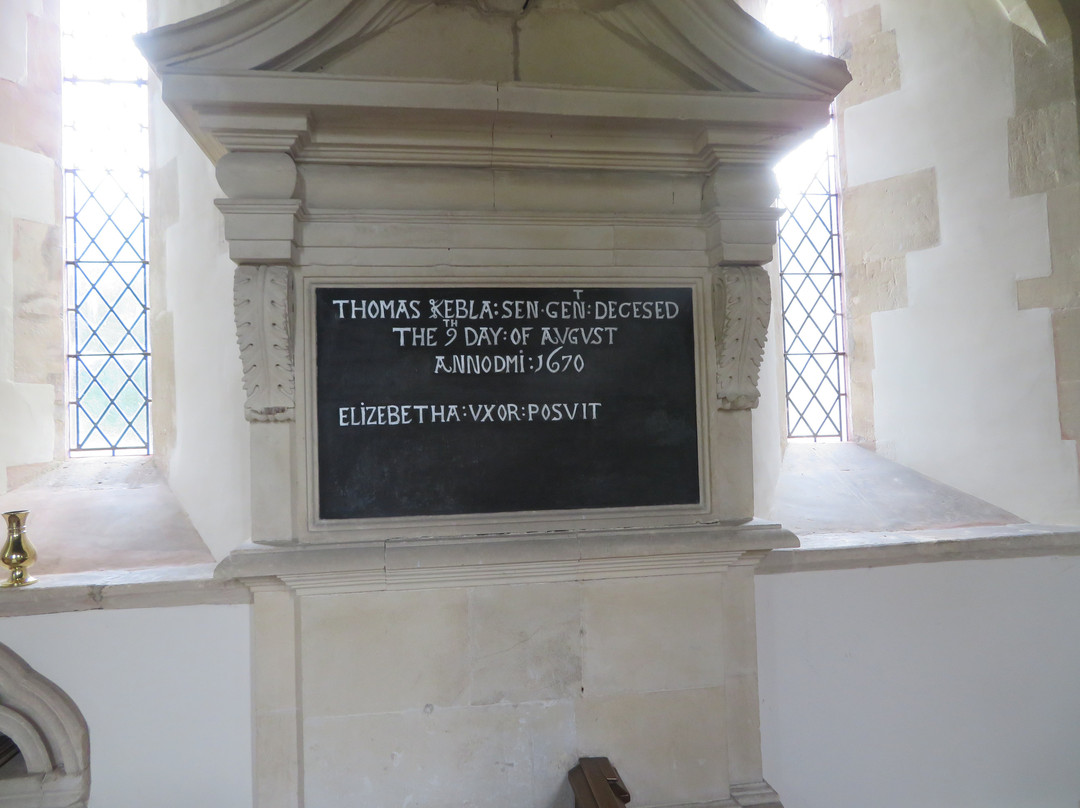 THOMAS KEBLA:SEN·GENT:DECESED
THE 9TH DAY:OF AVGVST
ANNODMI:1670
ELIZEBETHA:VXOR:POSVIT